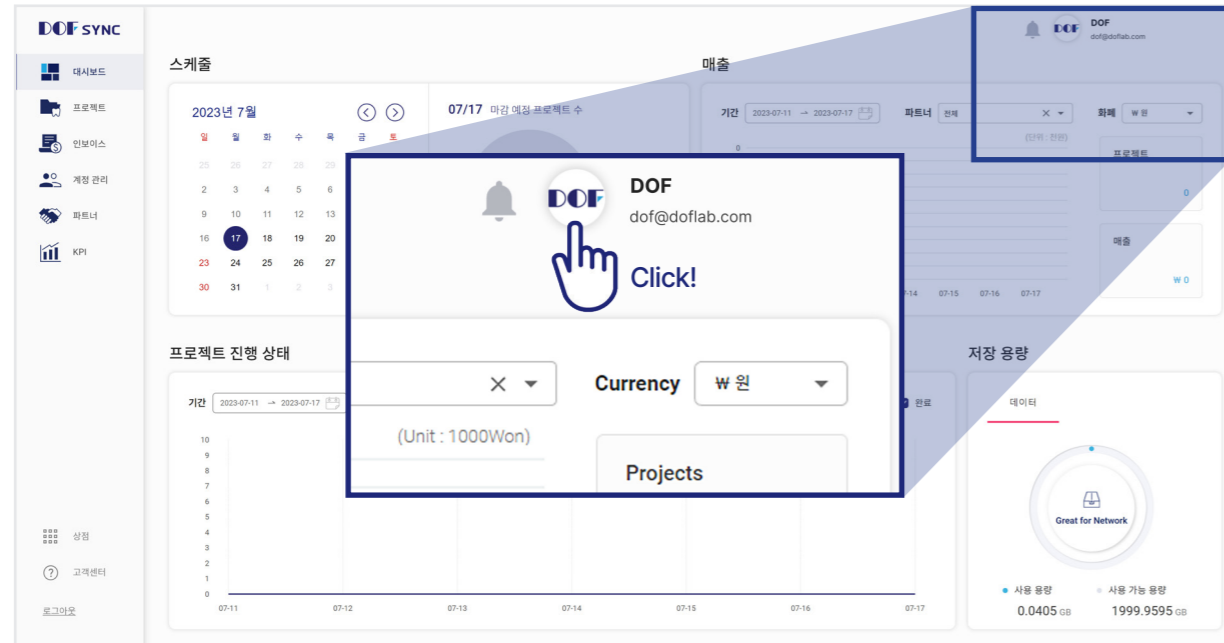 DOF SYNC
DOF
dof@doflab.com
대시보드
프로젝트
인보이스
계정 관리
파트너
KPI
상점
고객센터
로그아웃
스케줄
2023년 7월
일 월 화 수 목 금 토
25 26 27 28 29
2 3 4 5 6
9 10 11 12 13
16 17 18 19 20
23 24 25 26 27
30 31 1 2 3
07/17 마감 예정 프로젝트 수
매출
기간 2023-07-11 → 2023-07-17 파트너 전체 화폐 ₩ 원
(단위 : 천원)
0
프로젝트
0
매출
₩ 0
7-14 07-15 07-16 07-17
DOF
DOF
dof@doflab.com
Click!
Currency ₩ 원
(Unit : 1000Won)
Projects
프로젝트 진행 상태
기간 2023-07-11 → 2023-07-17
완료
10
9
8
7
6
5
4
3
2
1
0
07-11 07-12 07-13 07-14 07-15 07-16 07-17
저장 용량
데이터
Great for Network
사용 용량 사용 가능 용량
0.0405 GB 1999.9595 GB